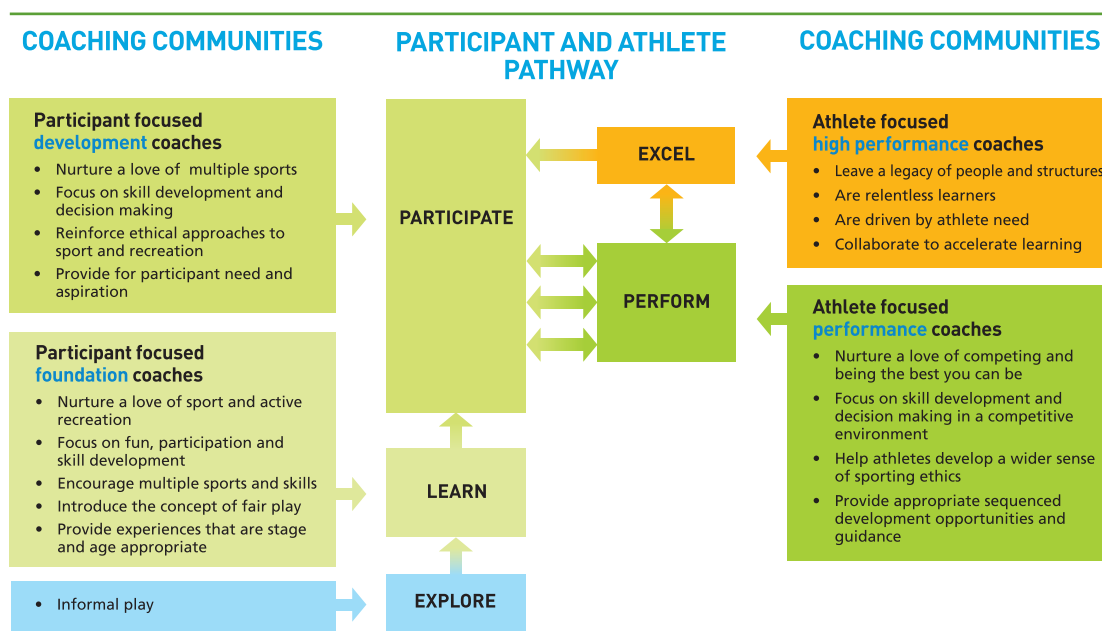 COACHING COMMUNITIES
PARTICIPANT AND ATHLETE
PATHWAY
COACHING COMMUNITIES
Participant focused
development coaches
• Nurture a love of multiple sports
• Focus on skill development and
decision making
• Reinforce ethical approaches to
sport and recreation
• Provide for participant need and
aspiration
Participant focused
foundation coaches
• Nurture a love of sport and active
recreation
• Focus on fun, participation and
skill development
• Encourage multiple sports and skills
• Introduce the concept of fair play
• Provide experiences that are stage
and age appropriate
• Informal play
PARTICIPATE
LEARN
EXPLORE
EXCEL
PERFORM
Athlete focused
high performance coaches
• Leave a legacy of people and structures
• Are relentless learners
• Are driven by athlete need
• Collaborate to accelerate learning
Athlete focused
performance coaches
• Nurture a love of competing and
being the best you can be
• Focus on skill development and
decision making in a competitive
environment
• Help athletes develop a wider sense
of sporting ethics
• Provide appropriate sequenced
development opportunities and
guidance